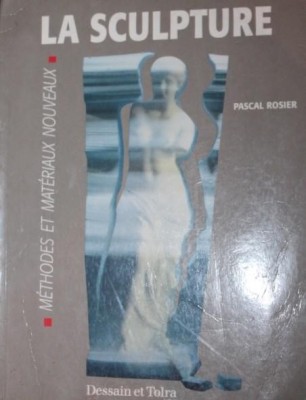 LA SCULPTURE
MÉTHODES ET MATÉRIAUX NOUVEAUX
PASCAL ROSIER
Dessain et Tolra